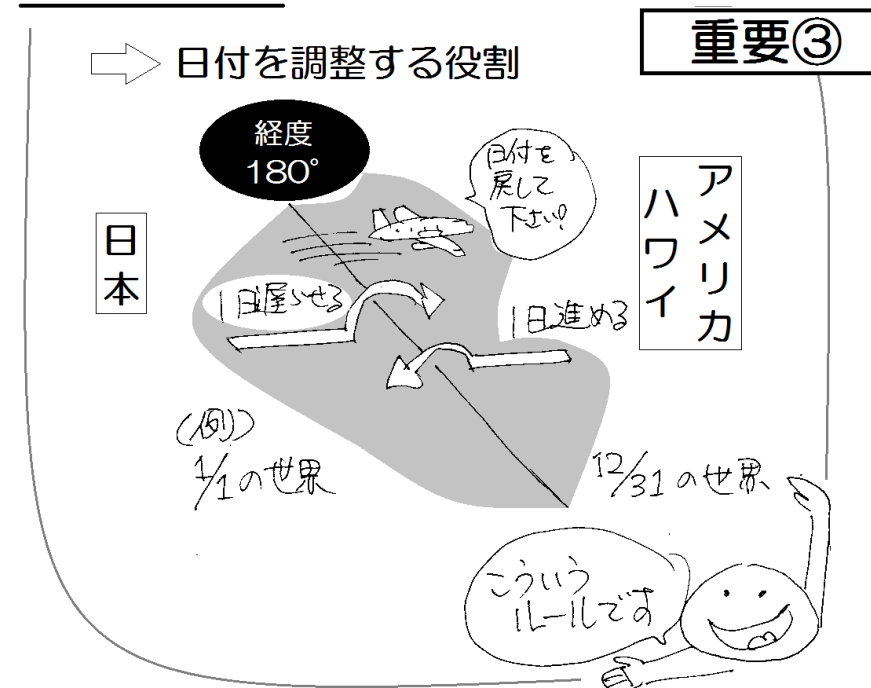 重要③
日付を調整する役割
経度
180°
日付を
戻して
下さい!
日本
アメリカ
ハワイ
1日遅らせる
1日進める
(例)
1/1の世界
12/31の世界
こういう
ルールです